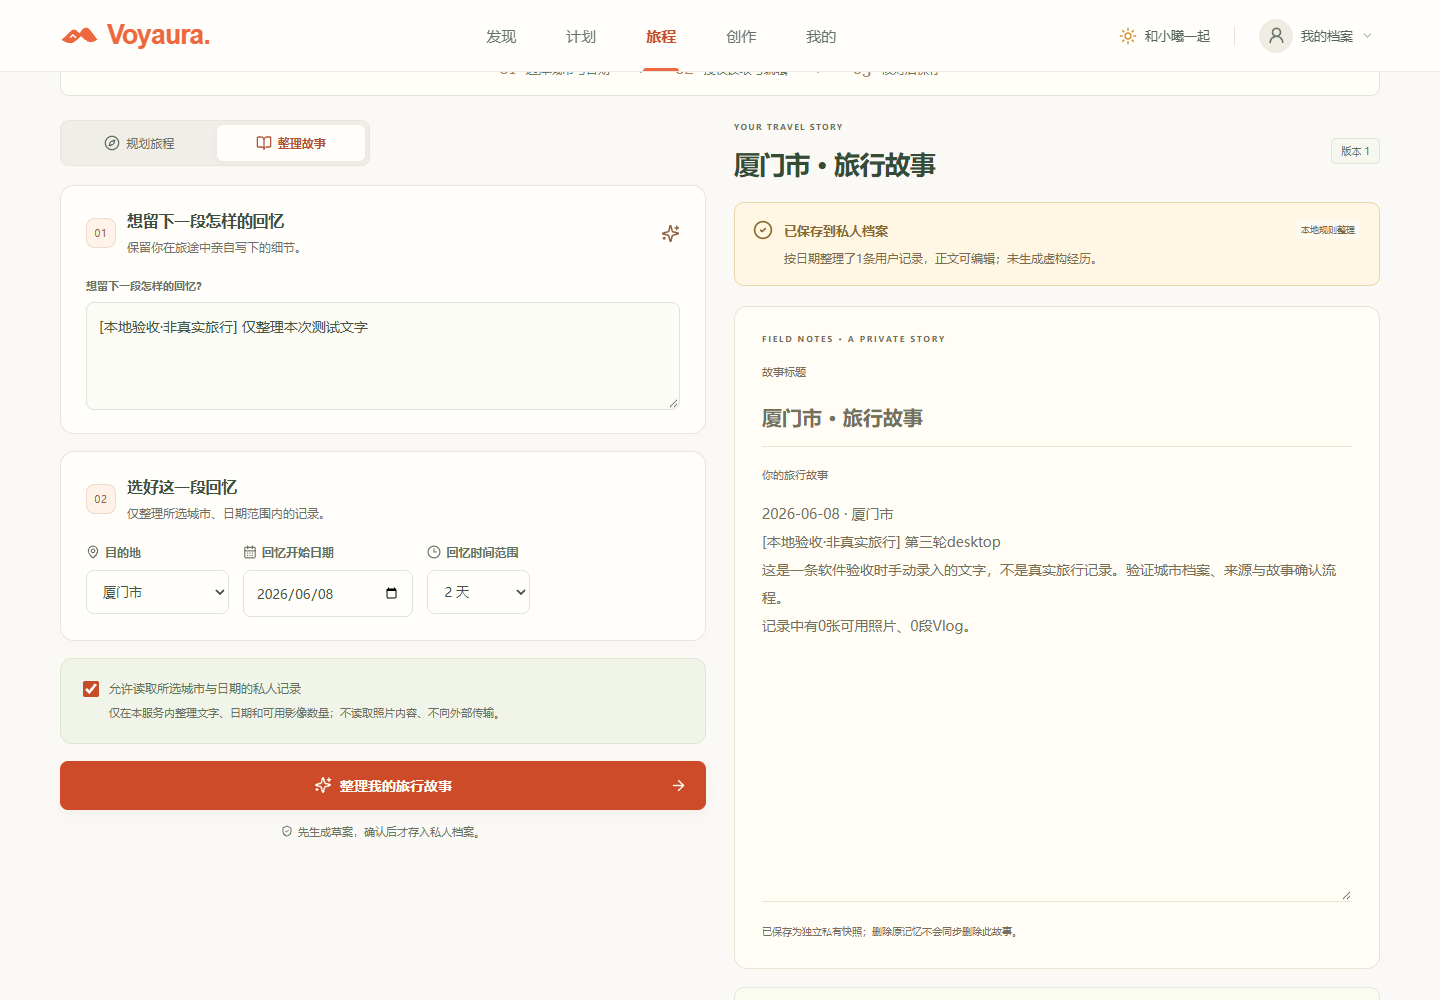 Voyaura.
发现
计划
旅程
创作
我的
和小曦一起
我的档案
规划旅程
整理故事
01
想留下一段怎样的回忆
保留你在旅途中亲自写下的细节。
想留下一段怎样的回忆?
[本地验收·非真实旅行] 仅整理本次测试文字
02
选好这一段回忆
仅整理所选城市、日期范围内的记录。
目的地
回忆开始日期
回忆时间范围
厦门市
2026/06/08
2 天
允许读取所选城市与日期的私人记录
仅在本服务内整理文字、日期和可用影像数量；不读取照片内容、不向外部传输。
整理我的旅行故事
先生成草案，确认后才存入私人档案。
YOUR TRAVEL STORY
厦门市 • 旅行故事
版本 1
已保存到私人档案
本地规则整理
按日期整理了1条用户记录，正文可编辑；未生成虚构经历。
FIELD NOTES • A PRIVATE STORY
故事标题
厦门市 • 旅行故事
你的旅行故事
2026-06-08 · 厦门市
[本地验收·非真实旅行] 第三轮desktop
这是一条软件验收时手动录入的文字，不是真实旅行记录。验证城市档案、来源与故事确认流
程。
记录中有0张可用照片、0段Vlog。
已保存为独立私有快照；删除原记忆不会同步删除此故事。